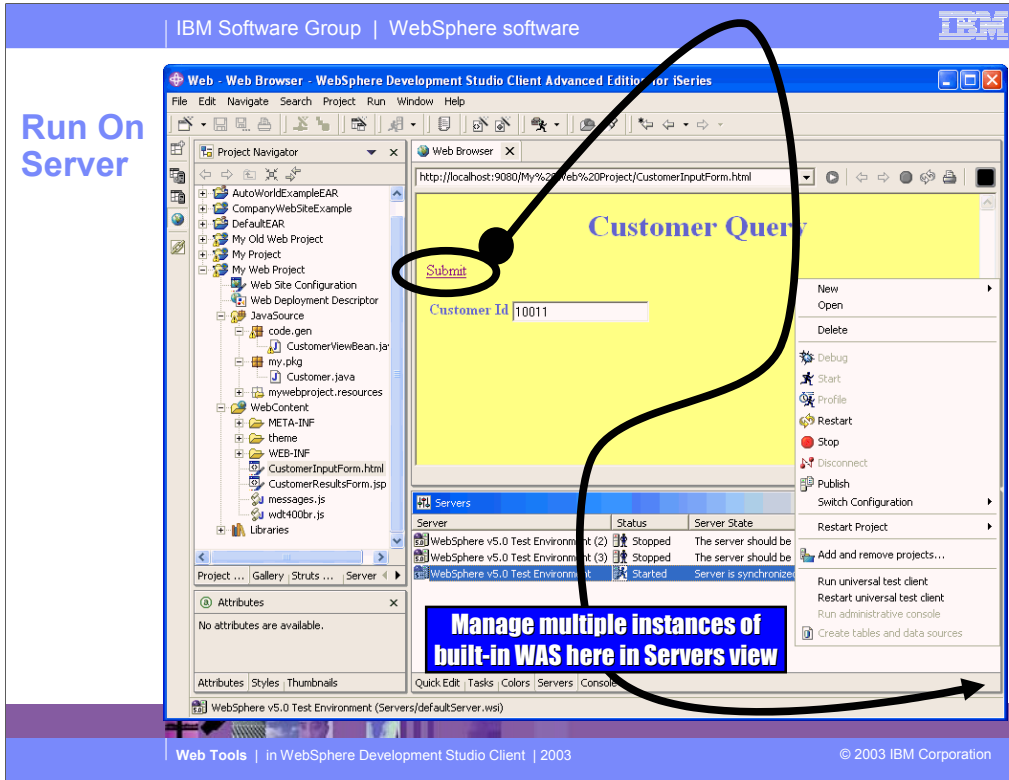 IBM Software Group | WebSphere software
IBM
Run On
Server
Web - Web Browser - WebSphere Development Studio Client Advanced Edition for iSeries
File Edit Navigate Search Project Run Window Help
Project Navigator
AutoWorldExampleEAR
CompanyWebSiteExample
DefaultEAR
My Old Web Project
My Project
My Web Project
Web Site Configuration
Web Deployment Descriptor
JavaSource
code.gen
CustomerViewBean.ja
my.pkg
Customer.java
mywebproject.resources
WebContent
META-INF
theme
WEB-INF
CustomerInputForm.html
CustomerResultsForm.jsp
messages.js
wdt400br.js
Libraries
Project ... Gallery Struts ... Server
Attributes
No attributes are available.
Attributes Styles Thumbnails
Web Browser
http://localhost:9080/My%20Web%20Project/CustomerInputForm.html
Customer Query
Submit
Customer Id 10011
New
Open
Delete
Debug
Start
Profile
Restart
Stop
Disconnect
Publish
Switch Configuration
Restart Project
Add and remove projects...
Run universal test client
Restart universal test client
Run administrative console
Create tables and data sources
Servers
Server Status Server State
WebSphere v5.0 Test Environment (2) Stopped The server should be
WebSphere v5.0 Test Environment (3) Stopped The server should be
WebSphere v5.0 Test Environment Started Server is synchronized
Manage multiple instances of
built-in WAS here in Servers view
Quick Edit Tasks Colors Servers Console
WebSphere v5.0 Test Environment (Servers/defaultServer.wsi)
Web Tools | in WebSphere Development Studio Client | 2003
© 2003 IBM Corporation